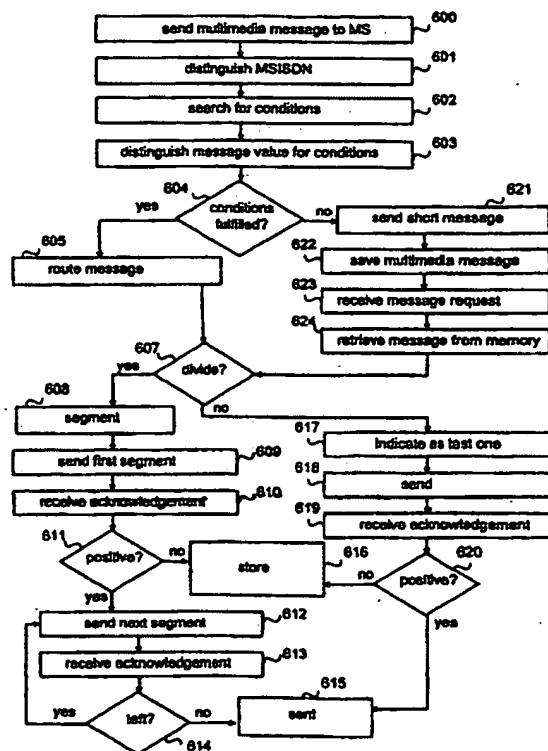 send multimedia message to MS 600
distinguish MSISDN 601
search for conditions 602
distinguish message value for conditions 603
604 conditions fulfilled?
yes
no
605
route message
621
send short message
622
save multimedia message
623
receive message request
624
retrieve message from memory
607 divide?
yes
no
608
segment
send first segment 609
receive acknowledgement 610
611 positive?
no
yes
617
indicate as last one
618
send
619
receive acknowledgement
616
store
620
positive?
no
yes
send next segment 612
receive acknowledgement 613
left?
yes
no
614
615
sent